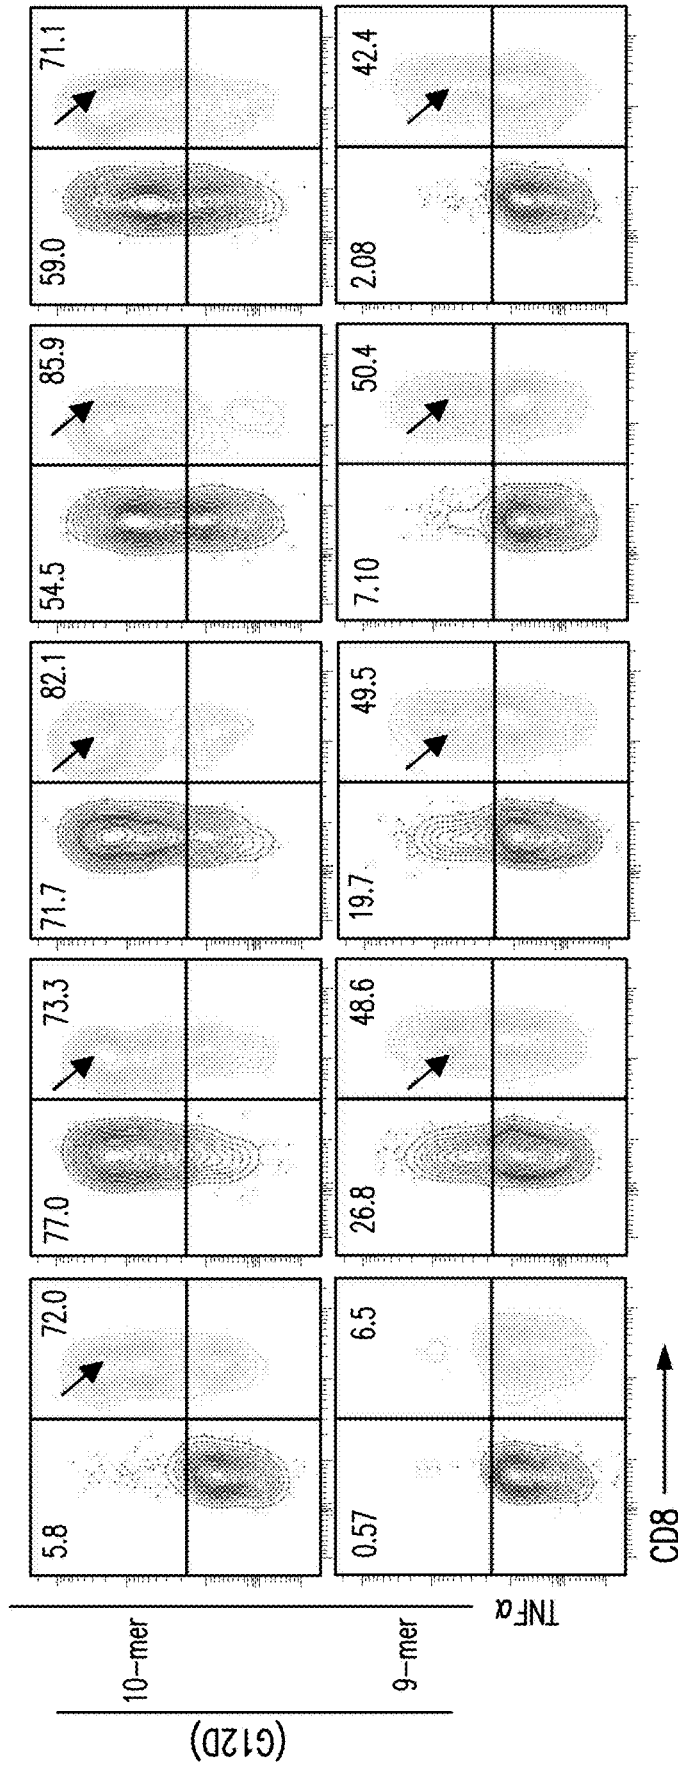 (G12D)
10-mer
5.8 72.0 77.0 73.3 71.7 82.1 54.5 85.9 59.0 71.1
9-mer
0.57 6.5 26.8 48.6 19.7 49.5 7.10 50.4 2.08 42.4
TNFα
CD8